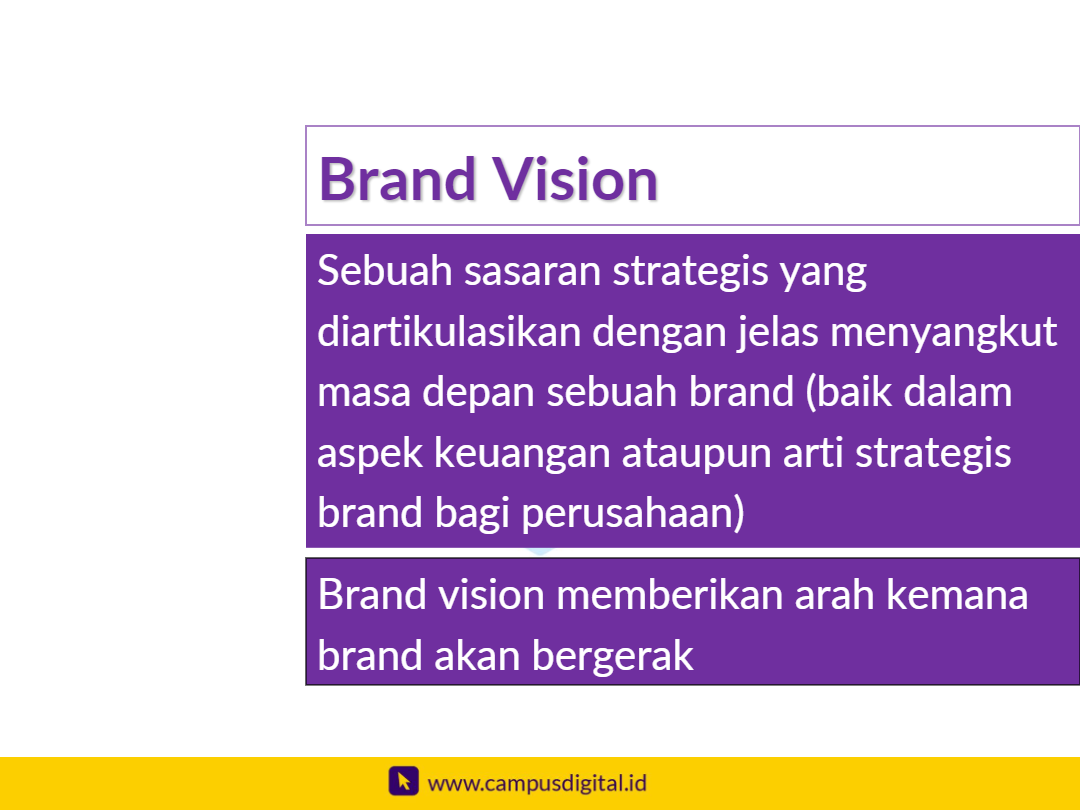 Brand Vision
Sebuah sasaran strategis yang
diartikulasikan dengan jelas menyangkut
masa depan sebuah brand (baik dalam
aspek keuangan ataupun arti strategis
brand bagi perusahaan)
Brand vision memberikan arah kemana
brand akan bergerak
www.campusdigital.id